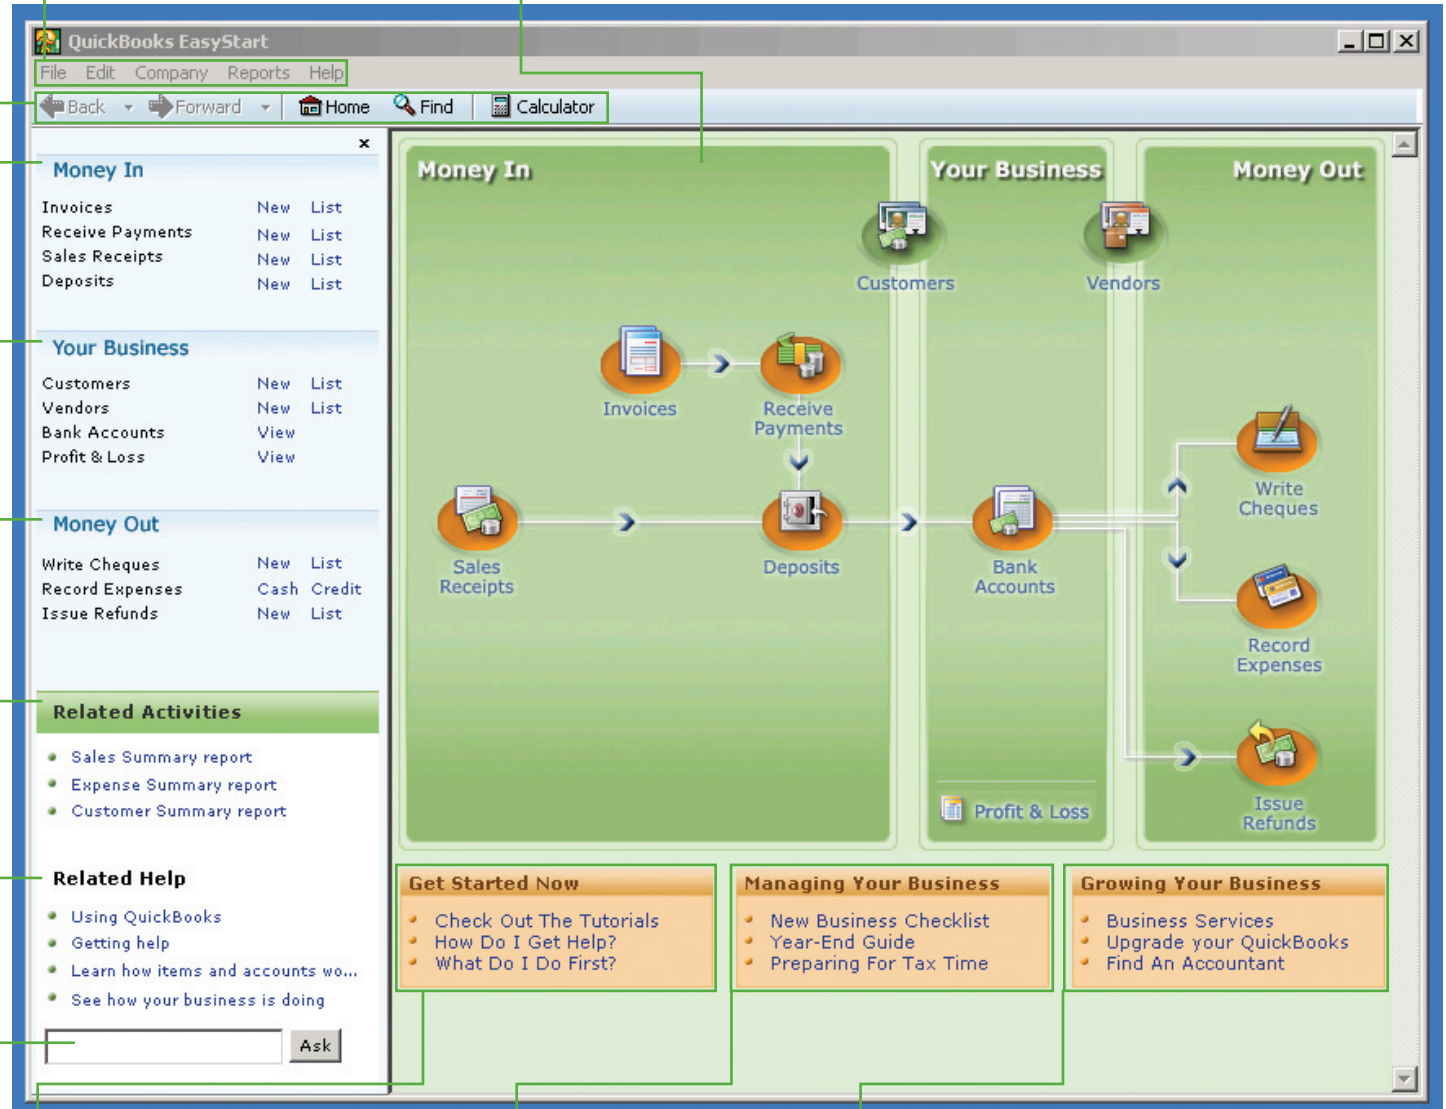 QuickBooks EasyStart
File Edit Company Reports Help
Back Forward Home Find Calculator
Money In
Invoices New List
Receive Payments New List
Sales Receipts New List
Deposits New List
Your Business
Customers New List
Vendors New List
Bank Accounts View
Profit & Loss View
Money Out
Write Cheques New List
Record Expenses Cash Credit
Issue Refunds New List
Related Activities
Sales Summary report
Expense Summary report
Customer Summary report
Related Help
Using QuickBooks
Getting help
Learn how items and accounts wo...
See how your business is doing
Ask
Money In
Your Business
Money Out
Customers
Vendors
Invoices
Receive
Payments
Write
Cheques
Sales
Receipts
Deposits
Bank
Accounts
Record
Expenses
Issue
Refunds
Profit & Loss
Get Started Now
Check Out The Tutorials
How Do I Get Help?
What Do I Do First?
Managing Your Business
New Business Checklist
Year-End Guide
Preparing For Tax Time
Growing Your Business
Business Services
Upgrade your QuickBooks
Find An Accountant